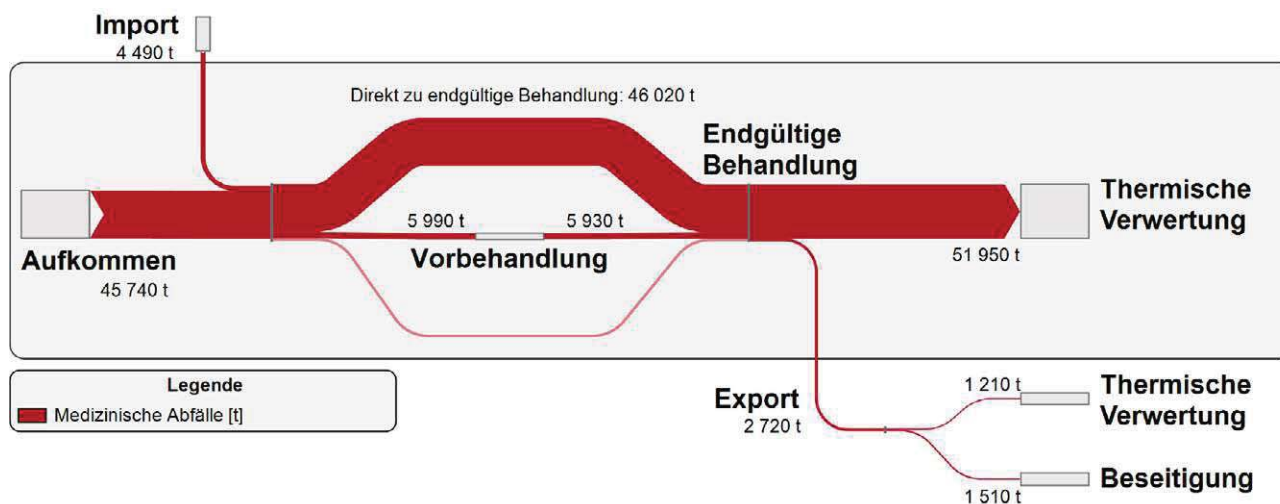 Import
4 490 t
Direkt zu endgültige Behandlung: 46 020 t
Endgültige
Behandlung
Thermische
Verwertung
5 990 t
5 930 t
Vorbehandlung
Aufkommen
45 740 t
51 950 t
Legende
Medizinische Abfälle [t]
Export
2 720 t
1 210 t
Thermische
Verwertung
Beseitigung
1 510 t